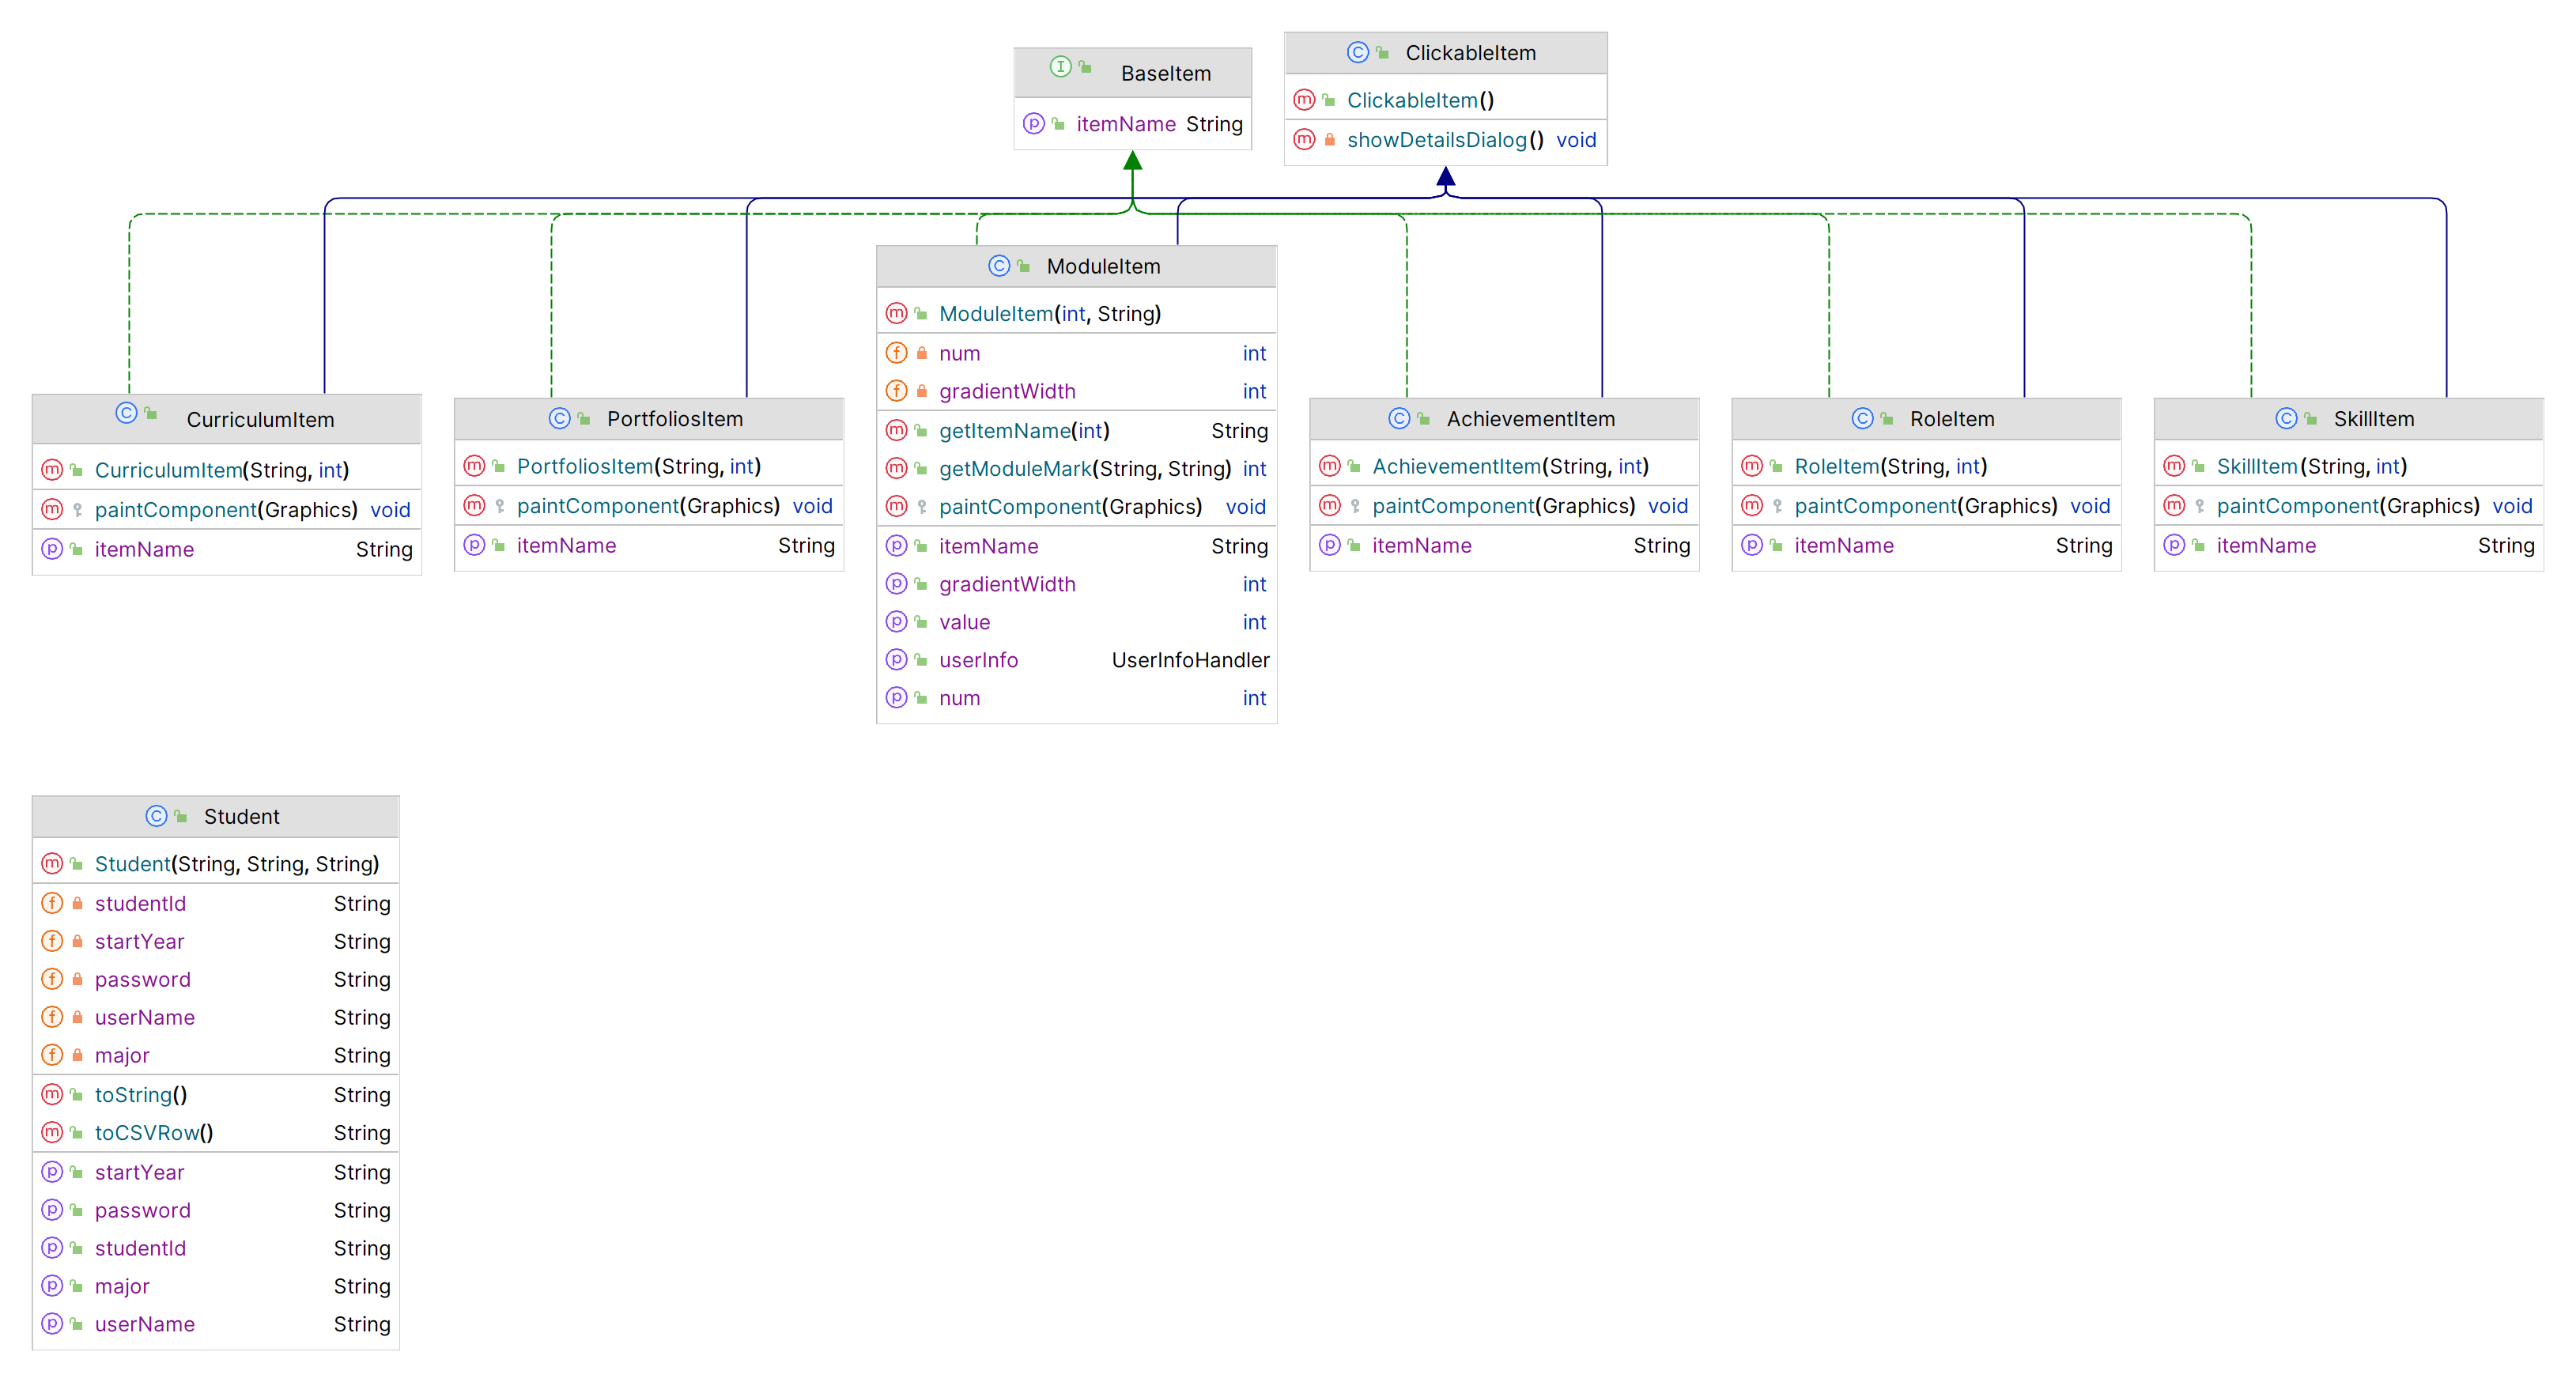 BaseItem
itemName String
ClickableItem
ClickableItem()
showDetailsDialog() void
CurriculumItem
CurriculumItem(String, int)
paintComponent(Graphics) void
itemName String
PortfoliosItem
PortfoliosItem(String, int)
paintComponent(Graphics) void
itemName String
ModuleItem
ModuleItem(int, String)
num int
gradientWidth int
getItemName(int) String
getModuleMark(String, String) int
paintComponent(Graphics) void
itemName String
gradientWidth int
value int
userInfo UserInfoHandler
num int
AchievementItem
AchievementItem(String, int)
paintComponent(Graphics) void
itemName String
RoleItem
RoleItem(String, int)
paintComponent(Graphics) void
itemName String
SkillItem
SkillItem(String, int)
paintComponent(Graphics) void
itemName String
Student
Student(String, String, String)
studentId String
startYear String
password String
userName String
major String
toString() String
toCSVRow() String
startYear String
password String
studentId String
major String
userName String